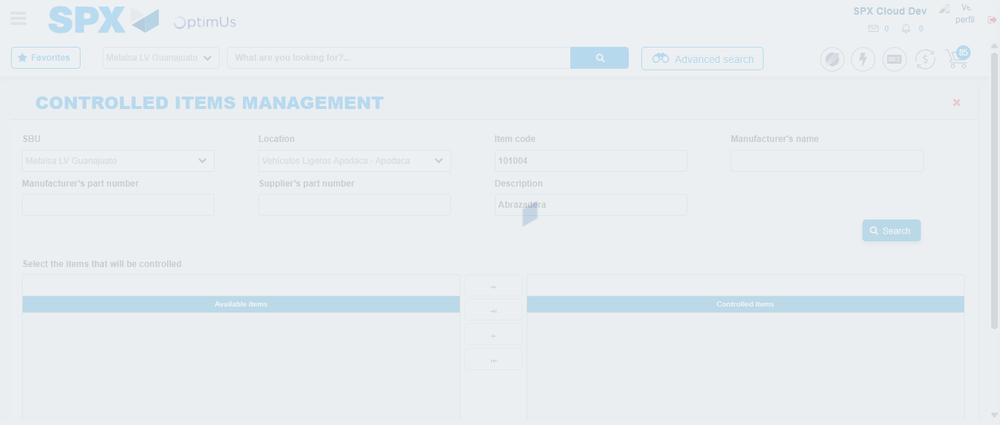 SPX
OptimUs
SPX Cloud Dev
Ve
perfil
0
0
Favorites
Metalsa LV Guanajuato
What are you looking for?...
Advanced search
85
CONTROLLED ITEMS MANAGEMENT
SBU
Location
Item code
Manufacturer's name
Metalsa LV Guanajuato
Vehículos Ligeros Apodaca - Apodaca
101004
Manufacturer's part number
Supplier's part number
Description
Abrazadera
Search
Select the items that will be controlled
Available items
Controlled items